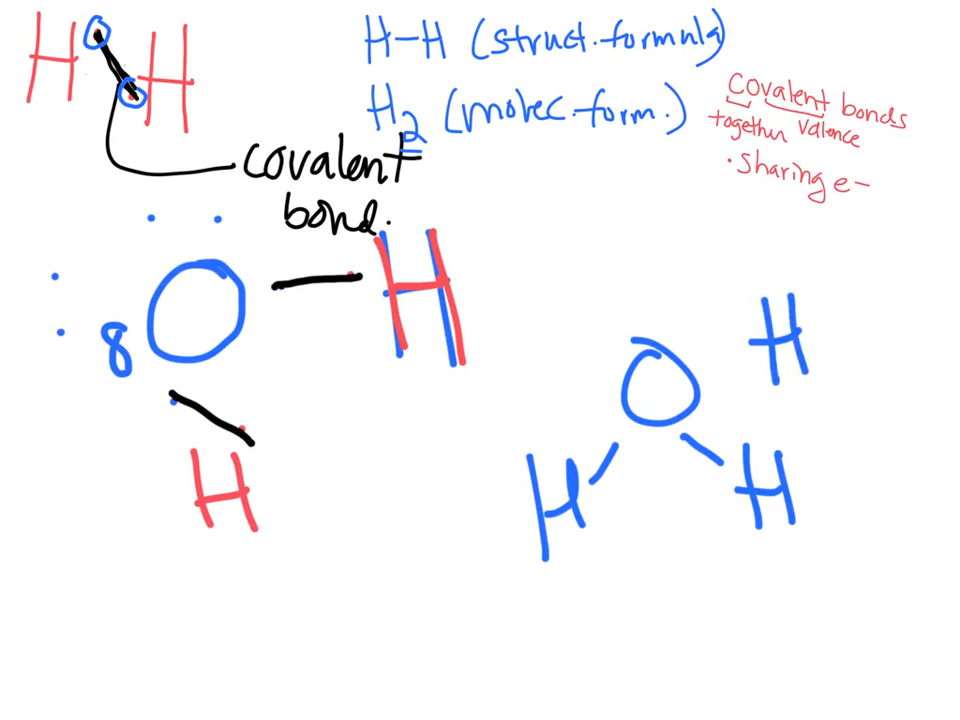 H H
H-H (struct. formula)
H2 (molec. form.)
covalent
bond.
Covalent bonds
together valence
· Sharing e-
8 O H
H
O H
H H